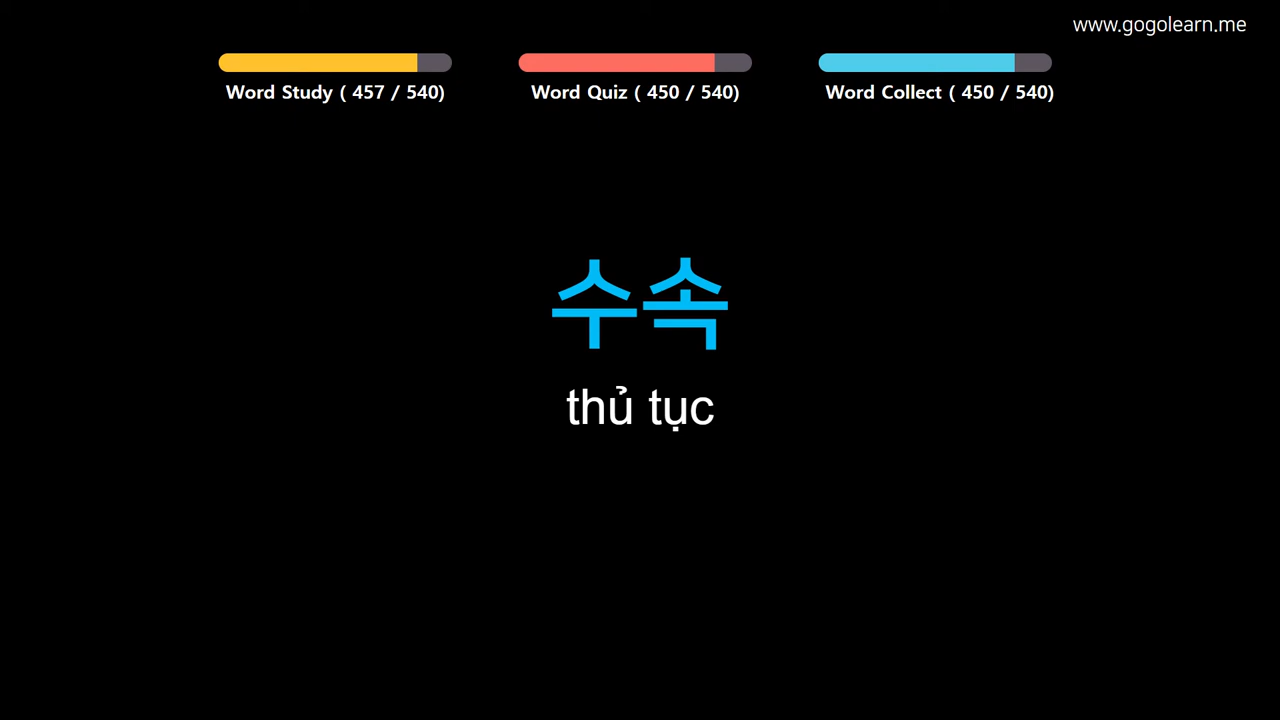 www.gogolearn.me
Word Study ( 457 / 540)
Word Quiz ( 450 / 540)
Word Collect ( 450 / 540)
수속
thủ tục